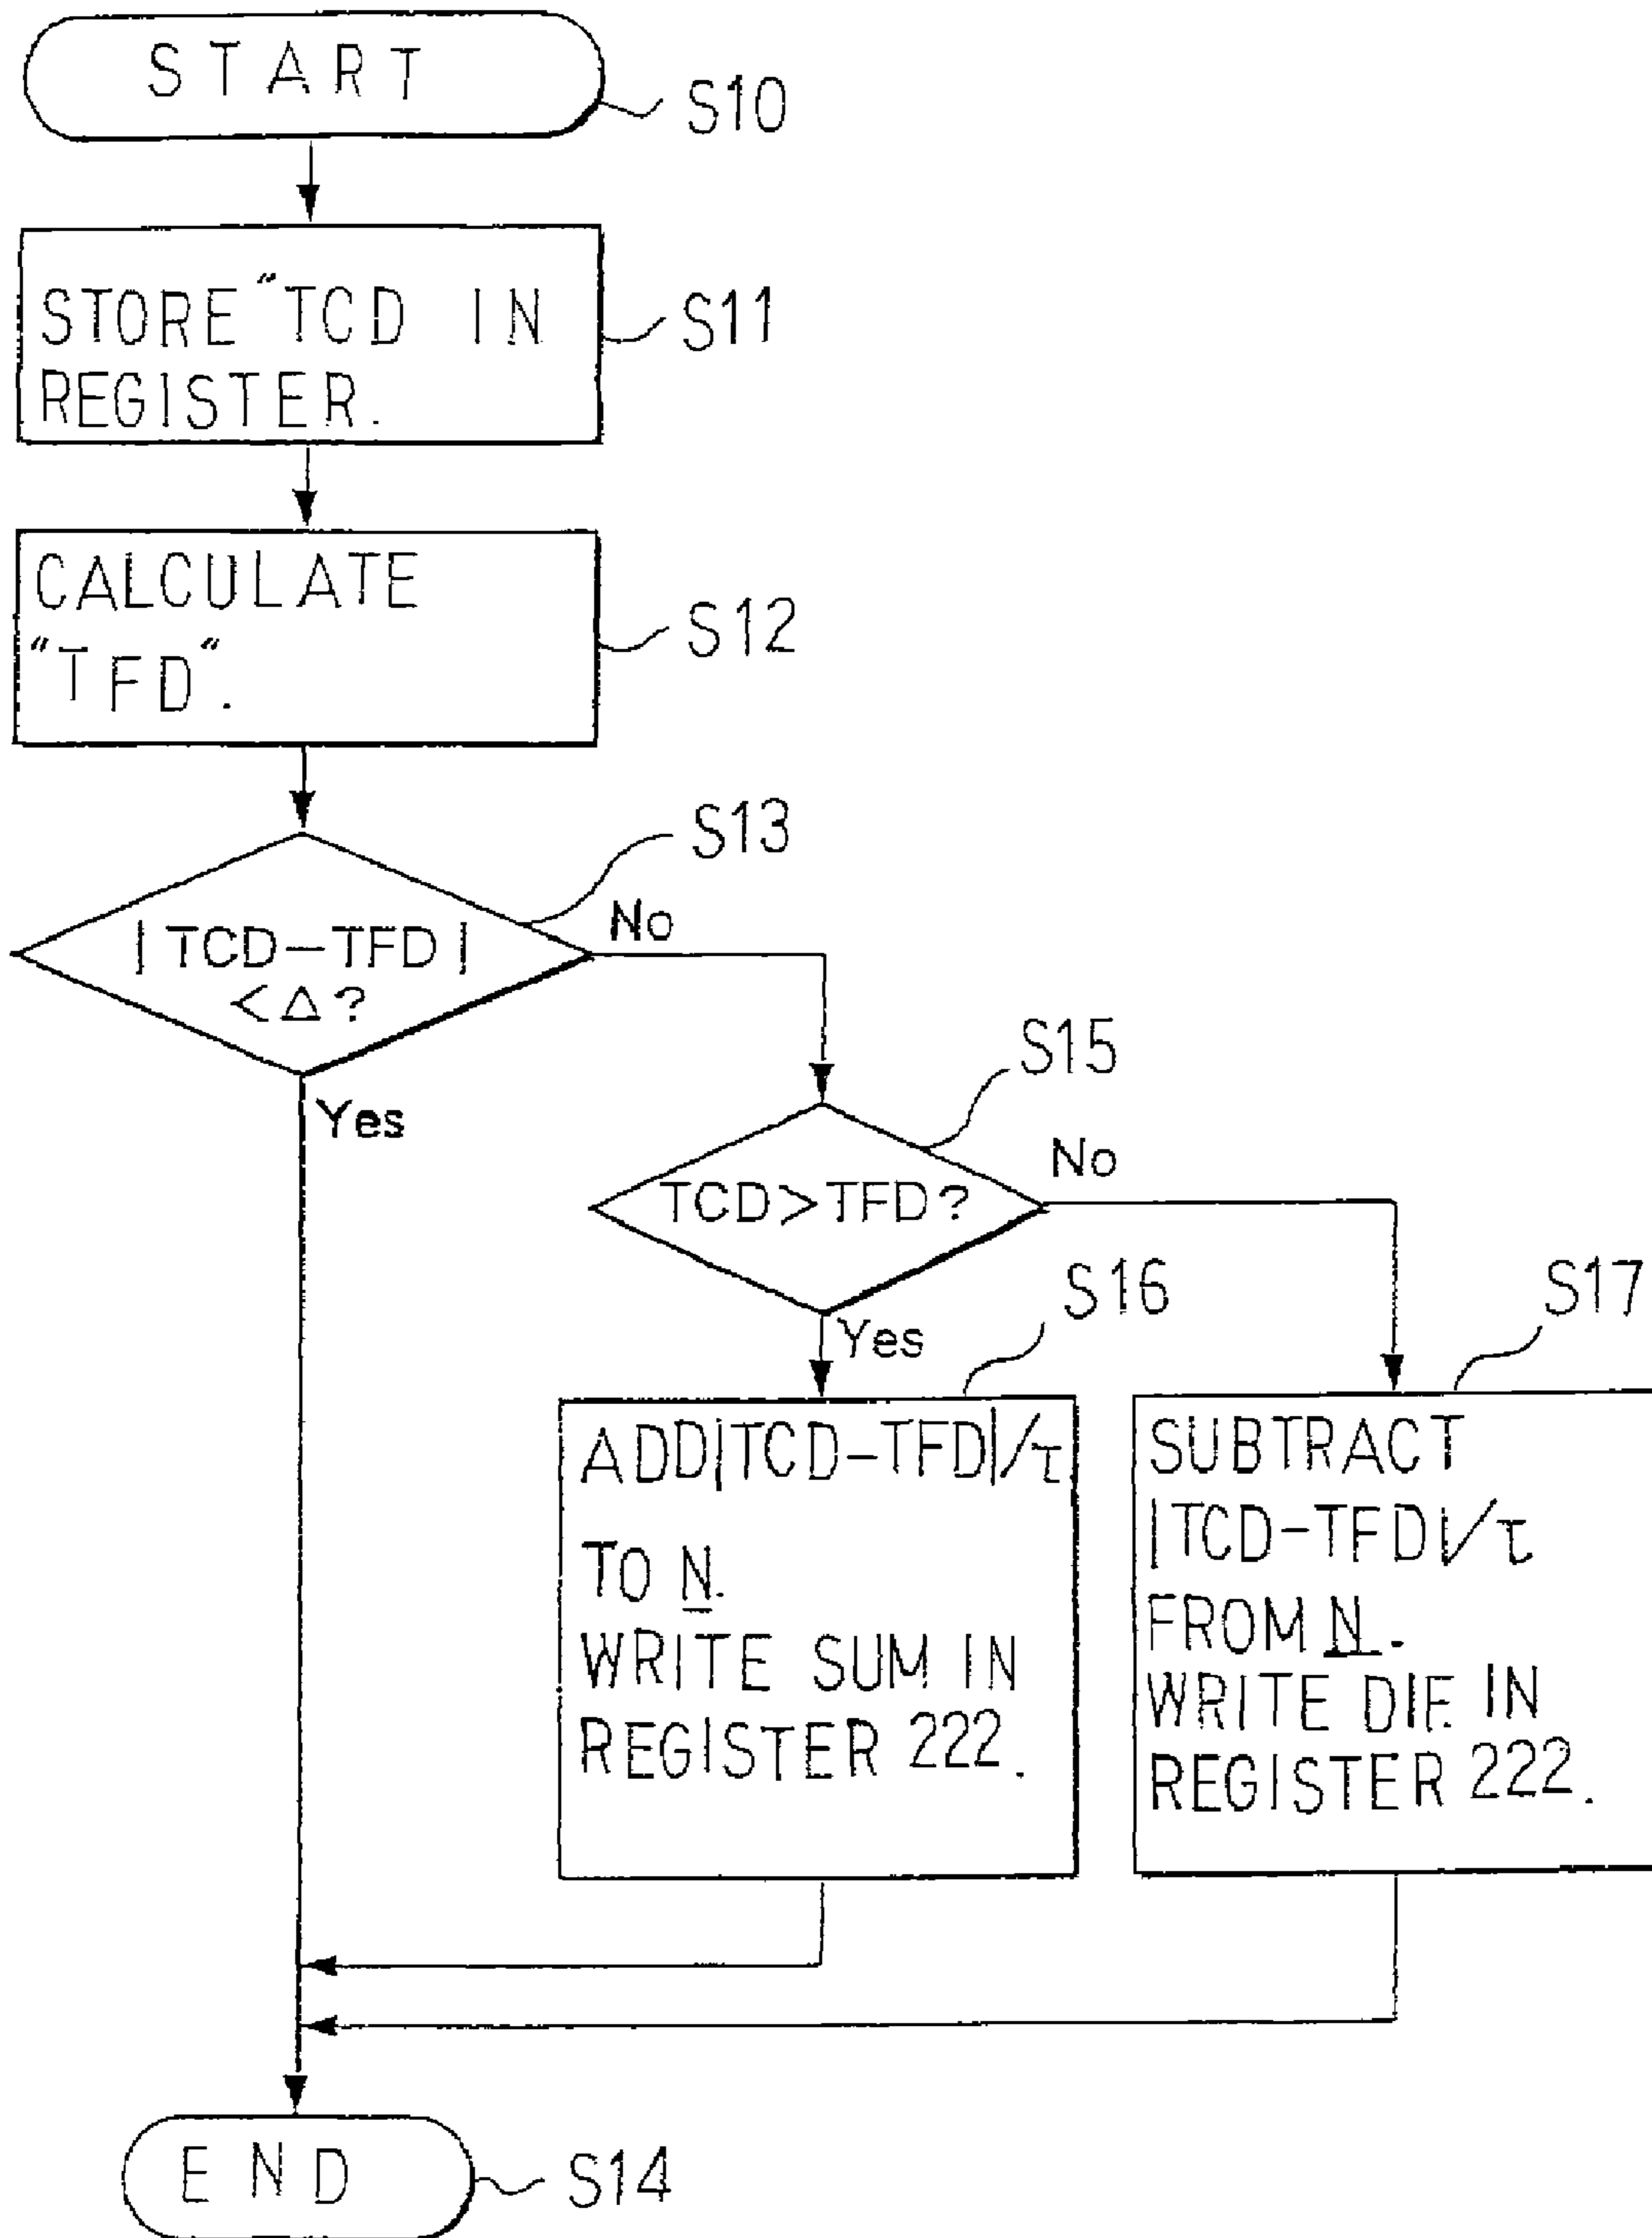 START
S10
STORE "TCD IN
REGISTER.
S11
CALCULATE
"TFD".
S12
S13
|TCD-TFD|
<Δ?
No
Yes
S15
TCD>TFD?
No
Yes
S16
ADD|TCD-TFD|/τ
TO N.
WRITE SUM IN
REGISTER 222.
S17
SUBTRACT
|TCD-TFD|/τ
FROM N.
WRITE DIF. IN
REGISTER 222.
END
S14